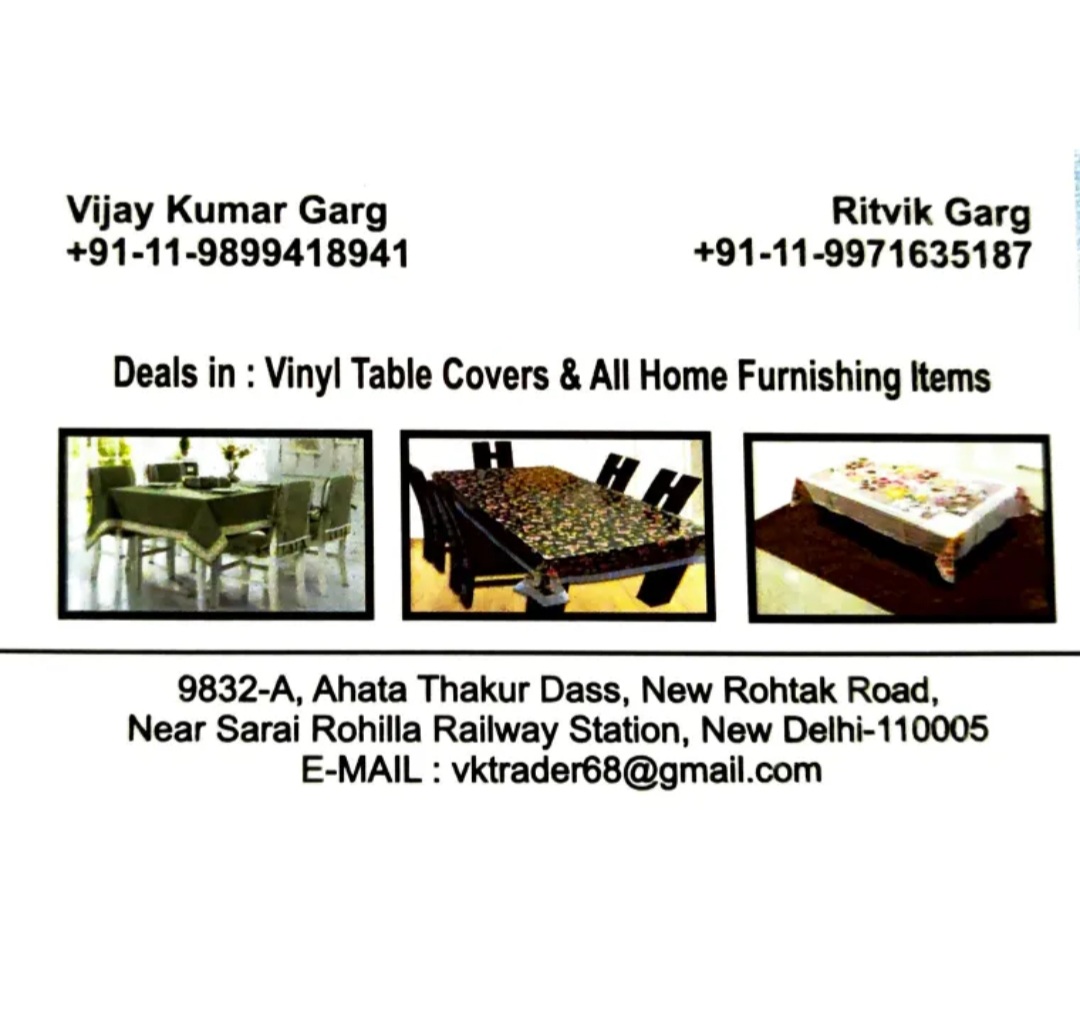 Vijay Kumar Garg
+91-11-9899418941
Ritvik Garg
+91-11-9971635187
Deals in : Vinyl Table Covers & All Home Furnishing Items
9832-A, Ahata Thakur Dass, New Rohtak Road,
Near Sarai Rohilla Railway Station, New Delhi-110005
E-MAIL : vktrader68@gmail.com